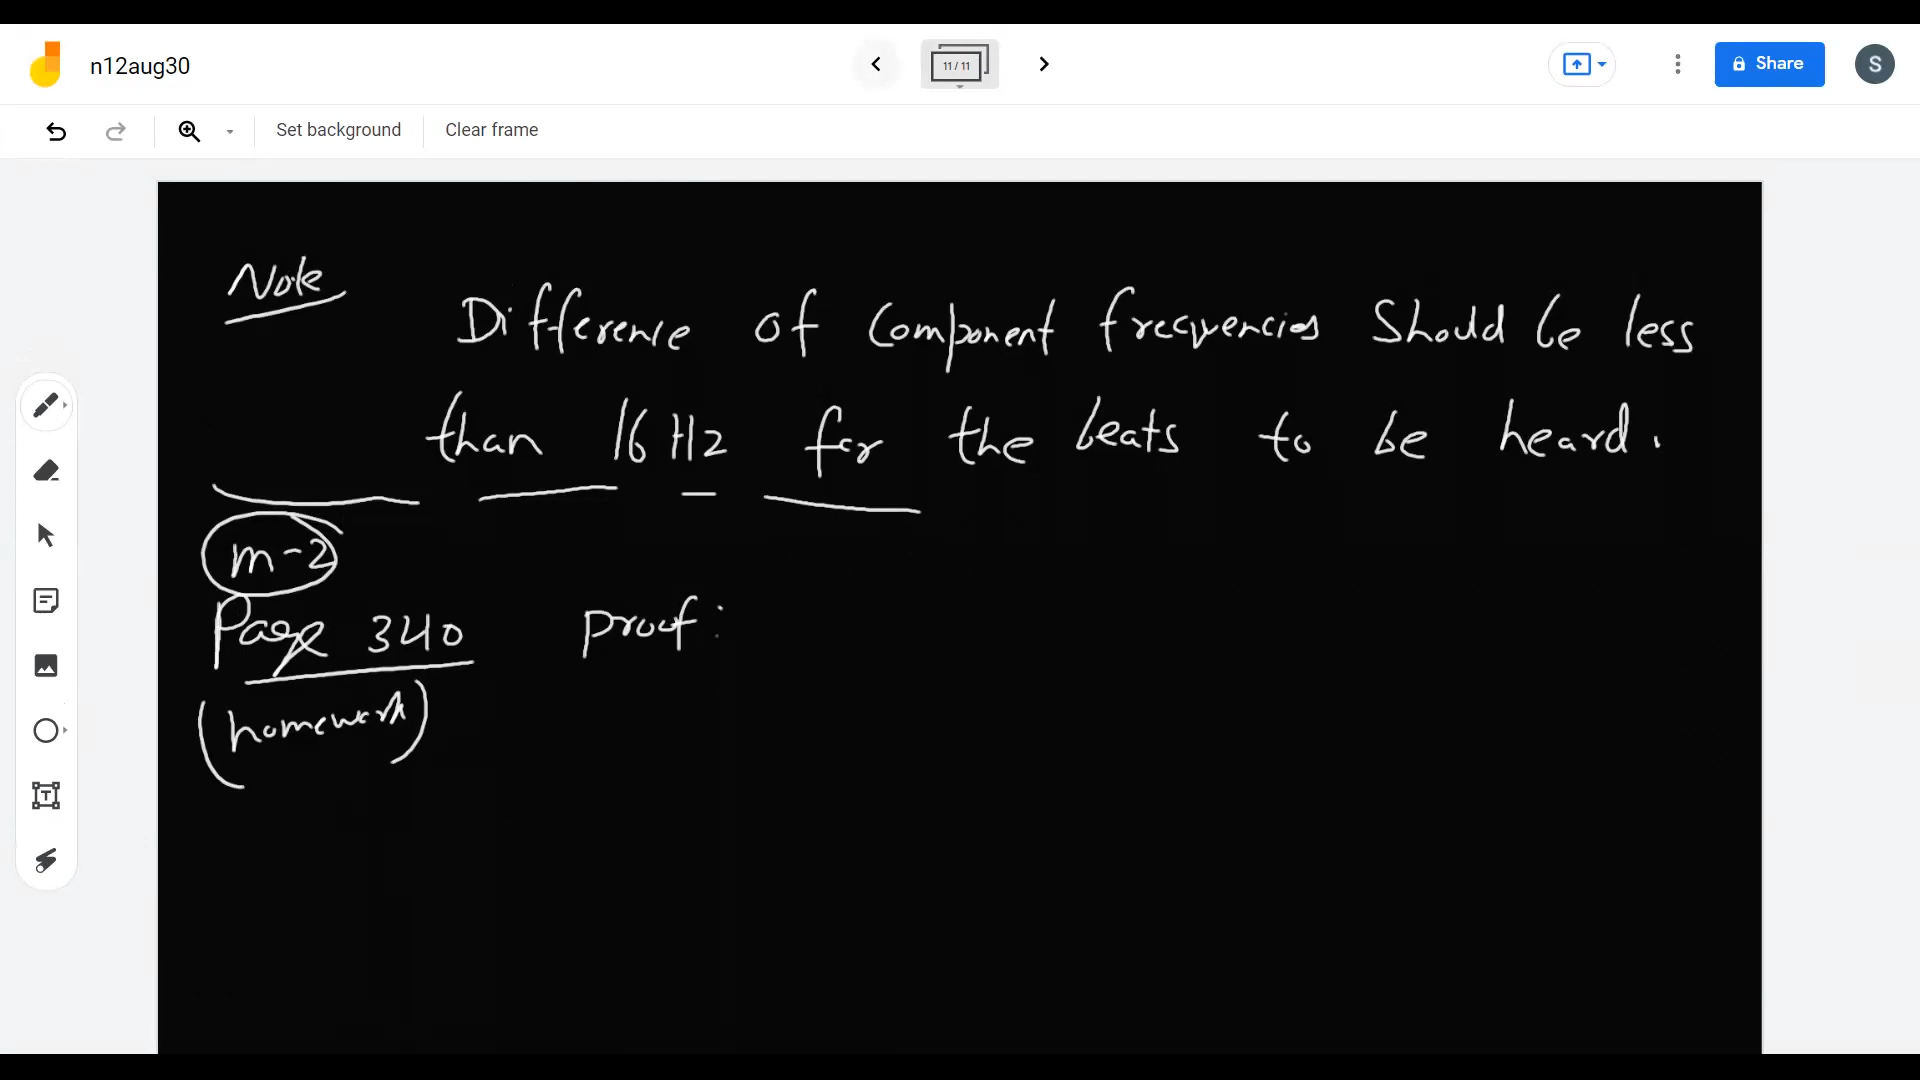 n12aug30
11 / 11
Share
S
Set background
Clear frame
Note
Difference of Component frequencies Should be less
than 16 Hz for the beats to be heard.
m-2
Page 340
proof:
(homework)